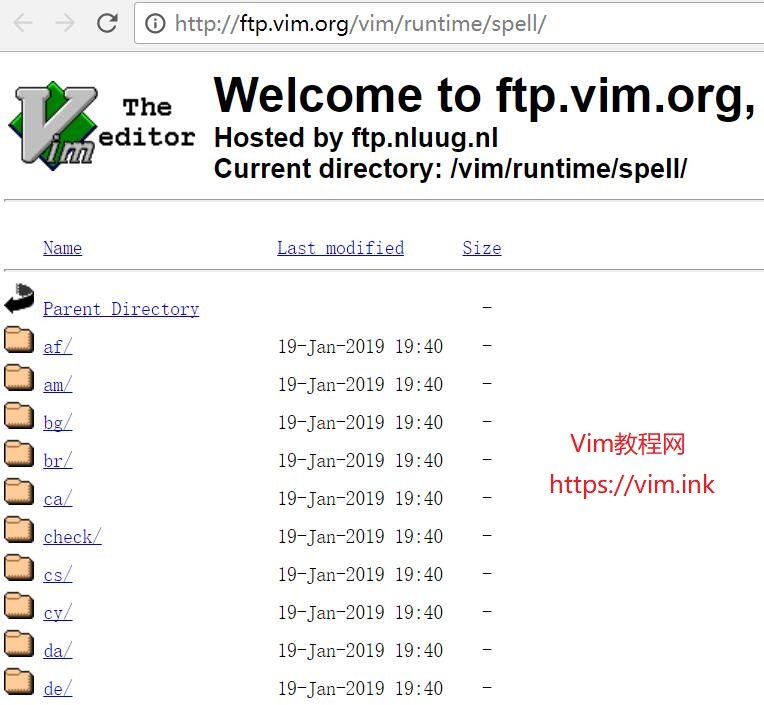 http://ftp.vim.org/vim/runtime/spell/
Vim
The
editor
Welcome to ftp.vim.org,
Hosted by ftp.nluug.nl
Current directory: /vim/runtime/spell/
Name Last modified Size
Parent Directory -
af/ 19-Jan-2019 19:40 -
am/ 19-Jan-2019 19:40 -
bg/ 19-Jan-2019 19:40 -
br/ 19-Jan-2019 19:40 -
ca/ 19-Jan-2019 19:40 -
check/ 19-Jan-2019 19:40 -
cs/ 19-Jan-2019 19:40 -
cy/ 19-Jan-2019 19:40 -
da/ 19-Jan-2019 19:40 -
de/ 19-Jan-2019 19:40 -
Vim教程网
https://vim.ink